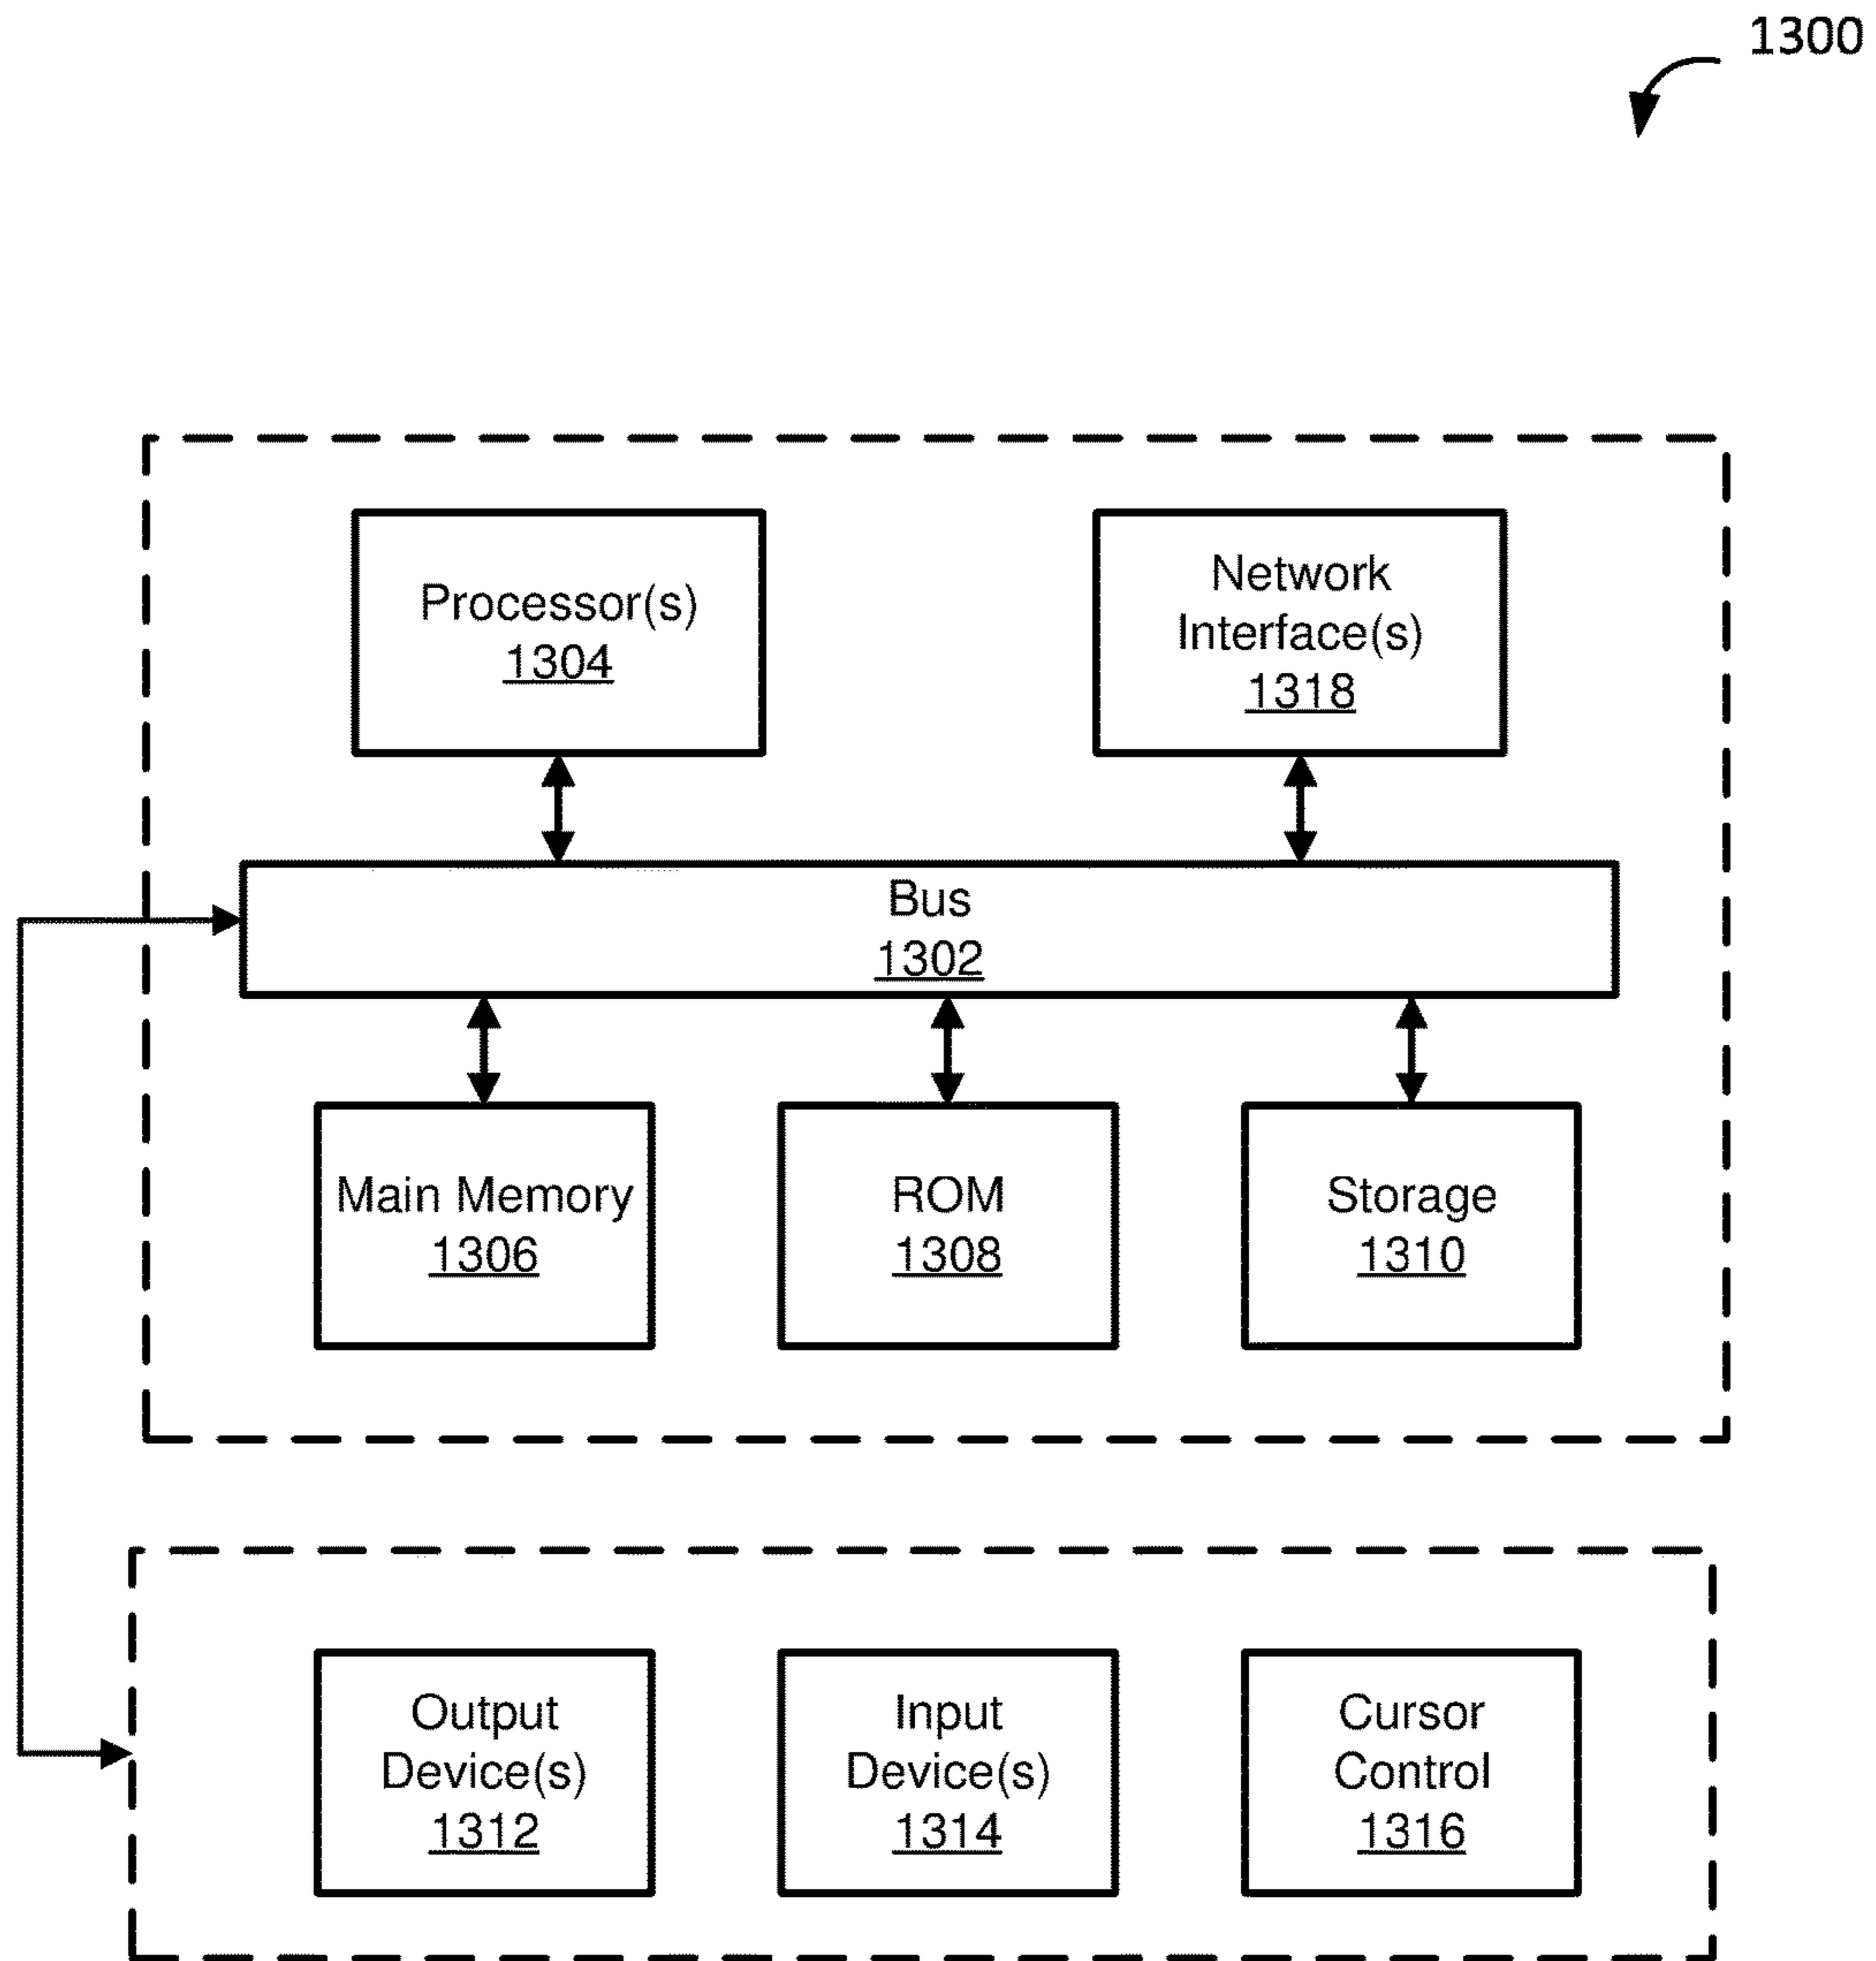 1300
Processor(s)
1304
Network
Interface(s)
1318
Bus
1302
Main Memory
1306
ROM
1308
Storage
1310
Output
Device(s)
1312
Input
Device(s)
1314
Cursor
Control
1316